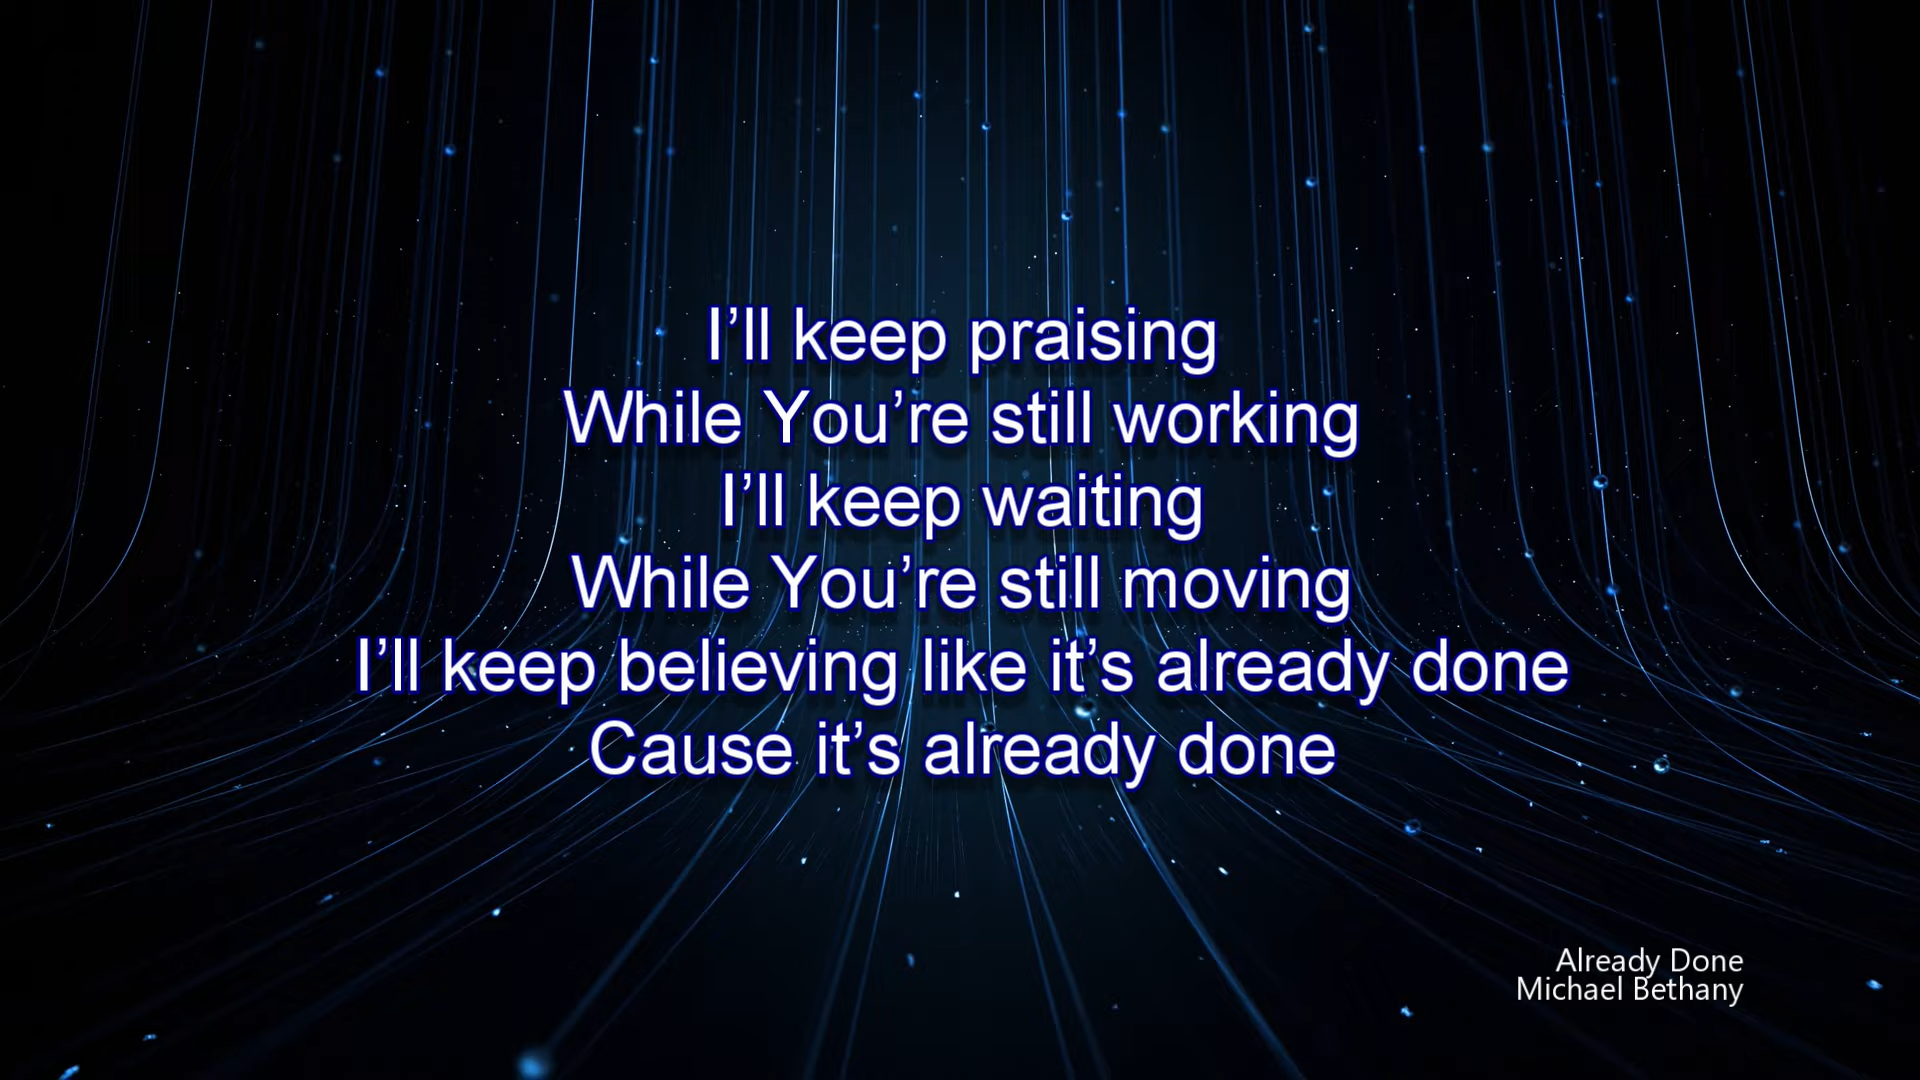 I’ll keep praising
While You’re still working
I’ll keep waiting
While You’re still moving
I’ll keep believing like it’s already done
Cause it’s already done
Already Done
Michael Bethany